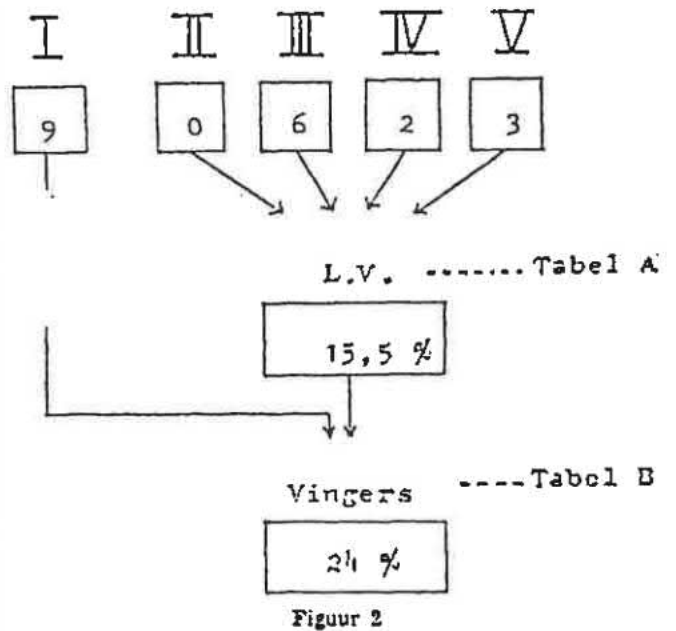 I II III IV V
9 0 6 2 3
L.V. ------- Tabel A
15,5 %
Vingers ----Tabel B
24 %
Figuur 2